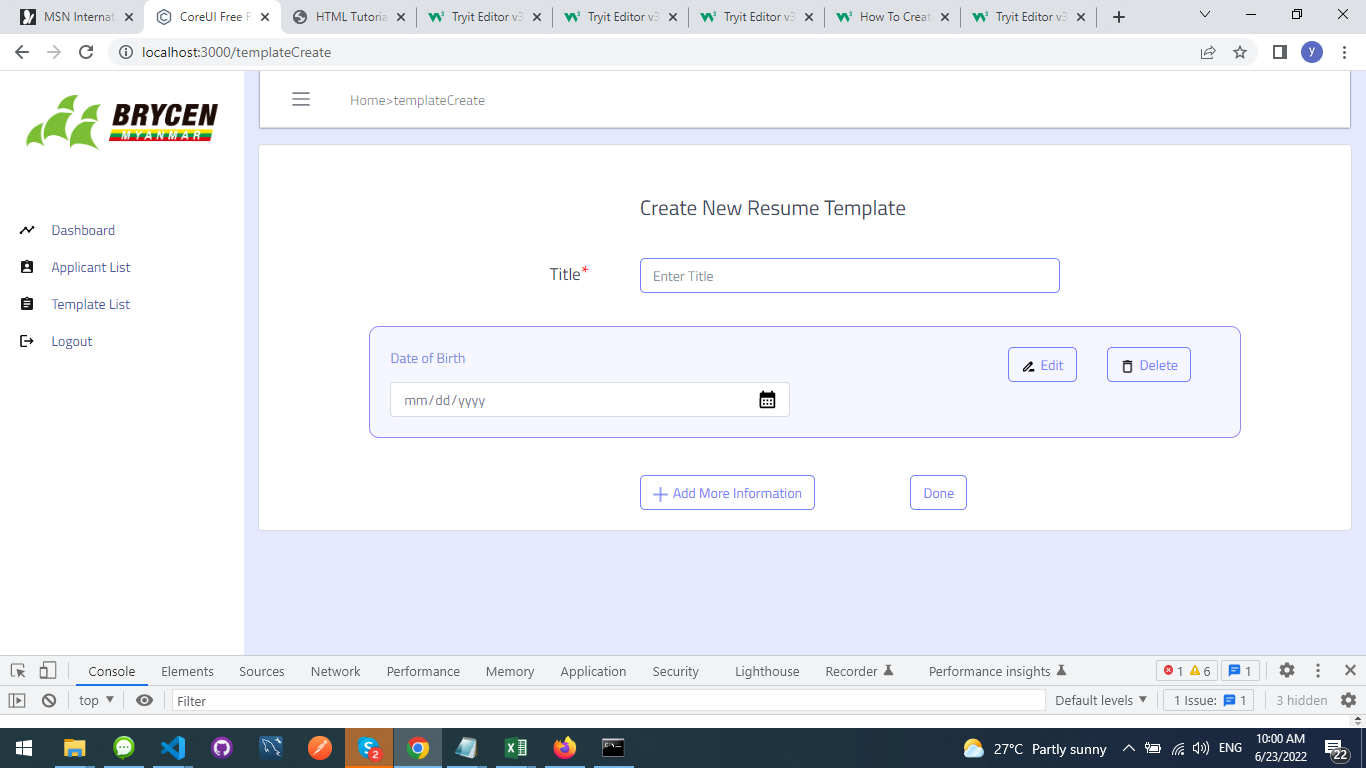 MSN Internat
CoreUI Free F
HTML Tutoria
Tryit Editor v3
Tryit Editor v3
Tryit Editor v3
How To Creat
Tryit Editor v3
localhost:3000/templateCreate
y
BRYCEN
MYANMAR
Home>templateCreate
Dashboard
Applicant List
Template List
Logout
Create New Resume Template
Title*
Enter Title
Date of Birth
Edit
Delete
mm/dd/yyyy
Add More Information
Done
Console Elements Sources Network Performance Memory Application Security Lighthouse Recorder Performance insights 1 6 1
top Filter Default levels 1 Issue: 1 3 hidden
2
27°C Partly sunny
ENG
10:00 AM
6/23/2022
22